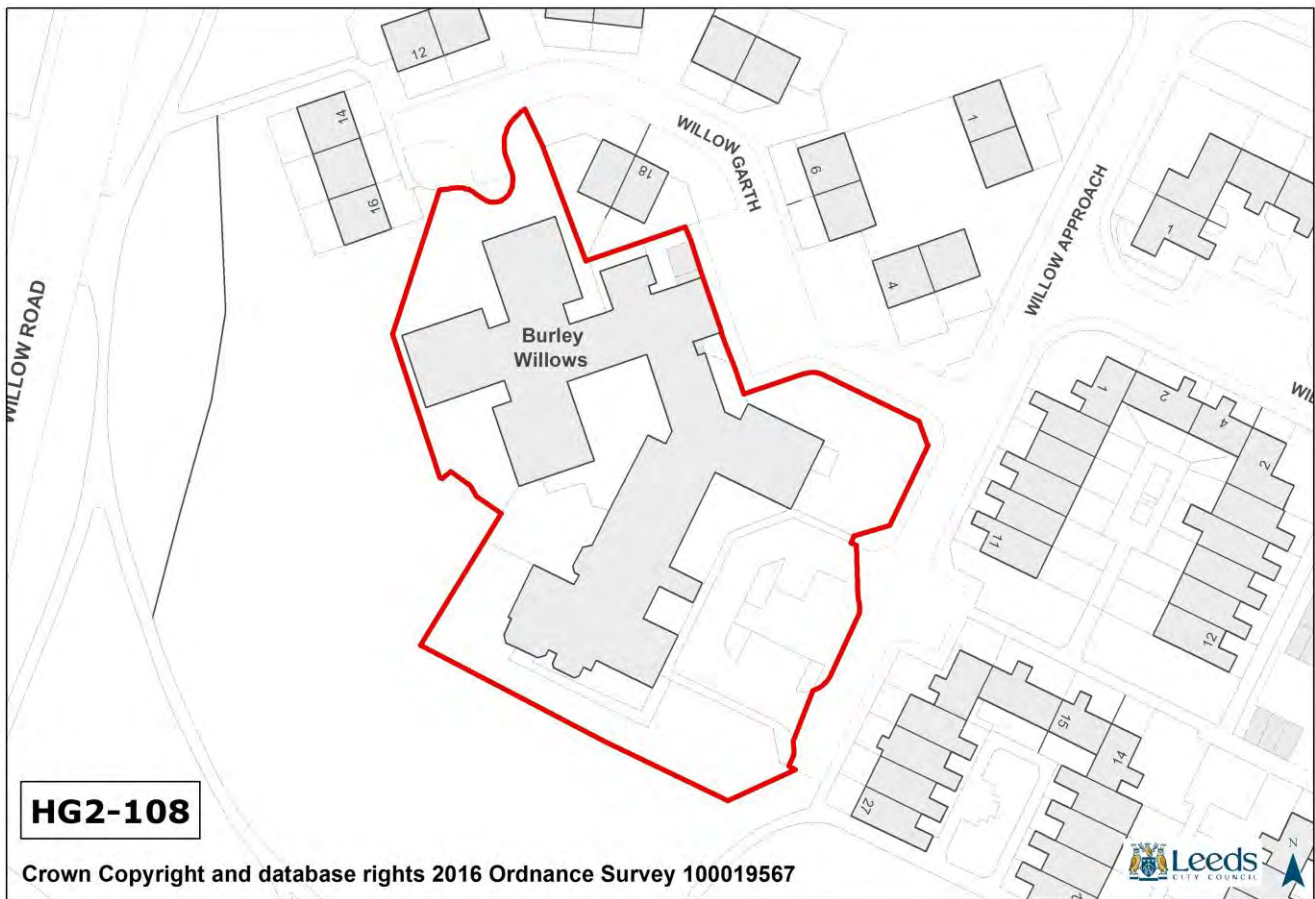 12
14
16
WILLOW GARTH
18
9
1
4
WILLOW APPROACH
1
WILLOW ROAD
Burley
Willows
1
2
4
2
11
12
15
14
27
HG2-108
Crown Copyright and database rights 2016 Ordnance Survey 100019567
Leeds
CITY COUNCIL
N